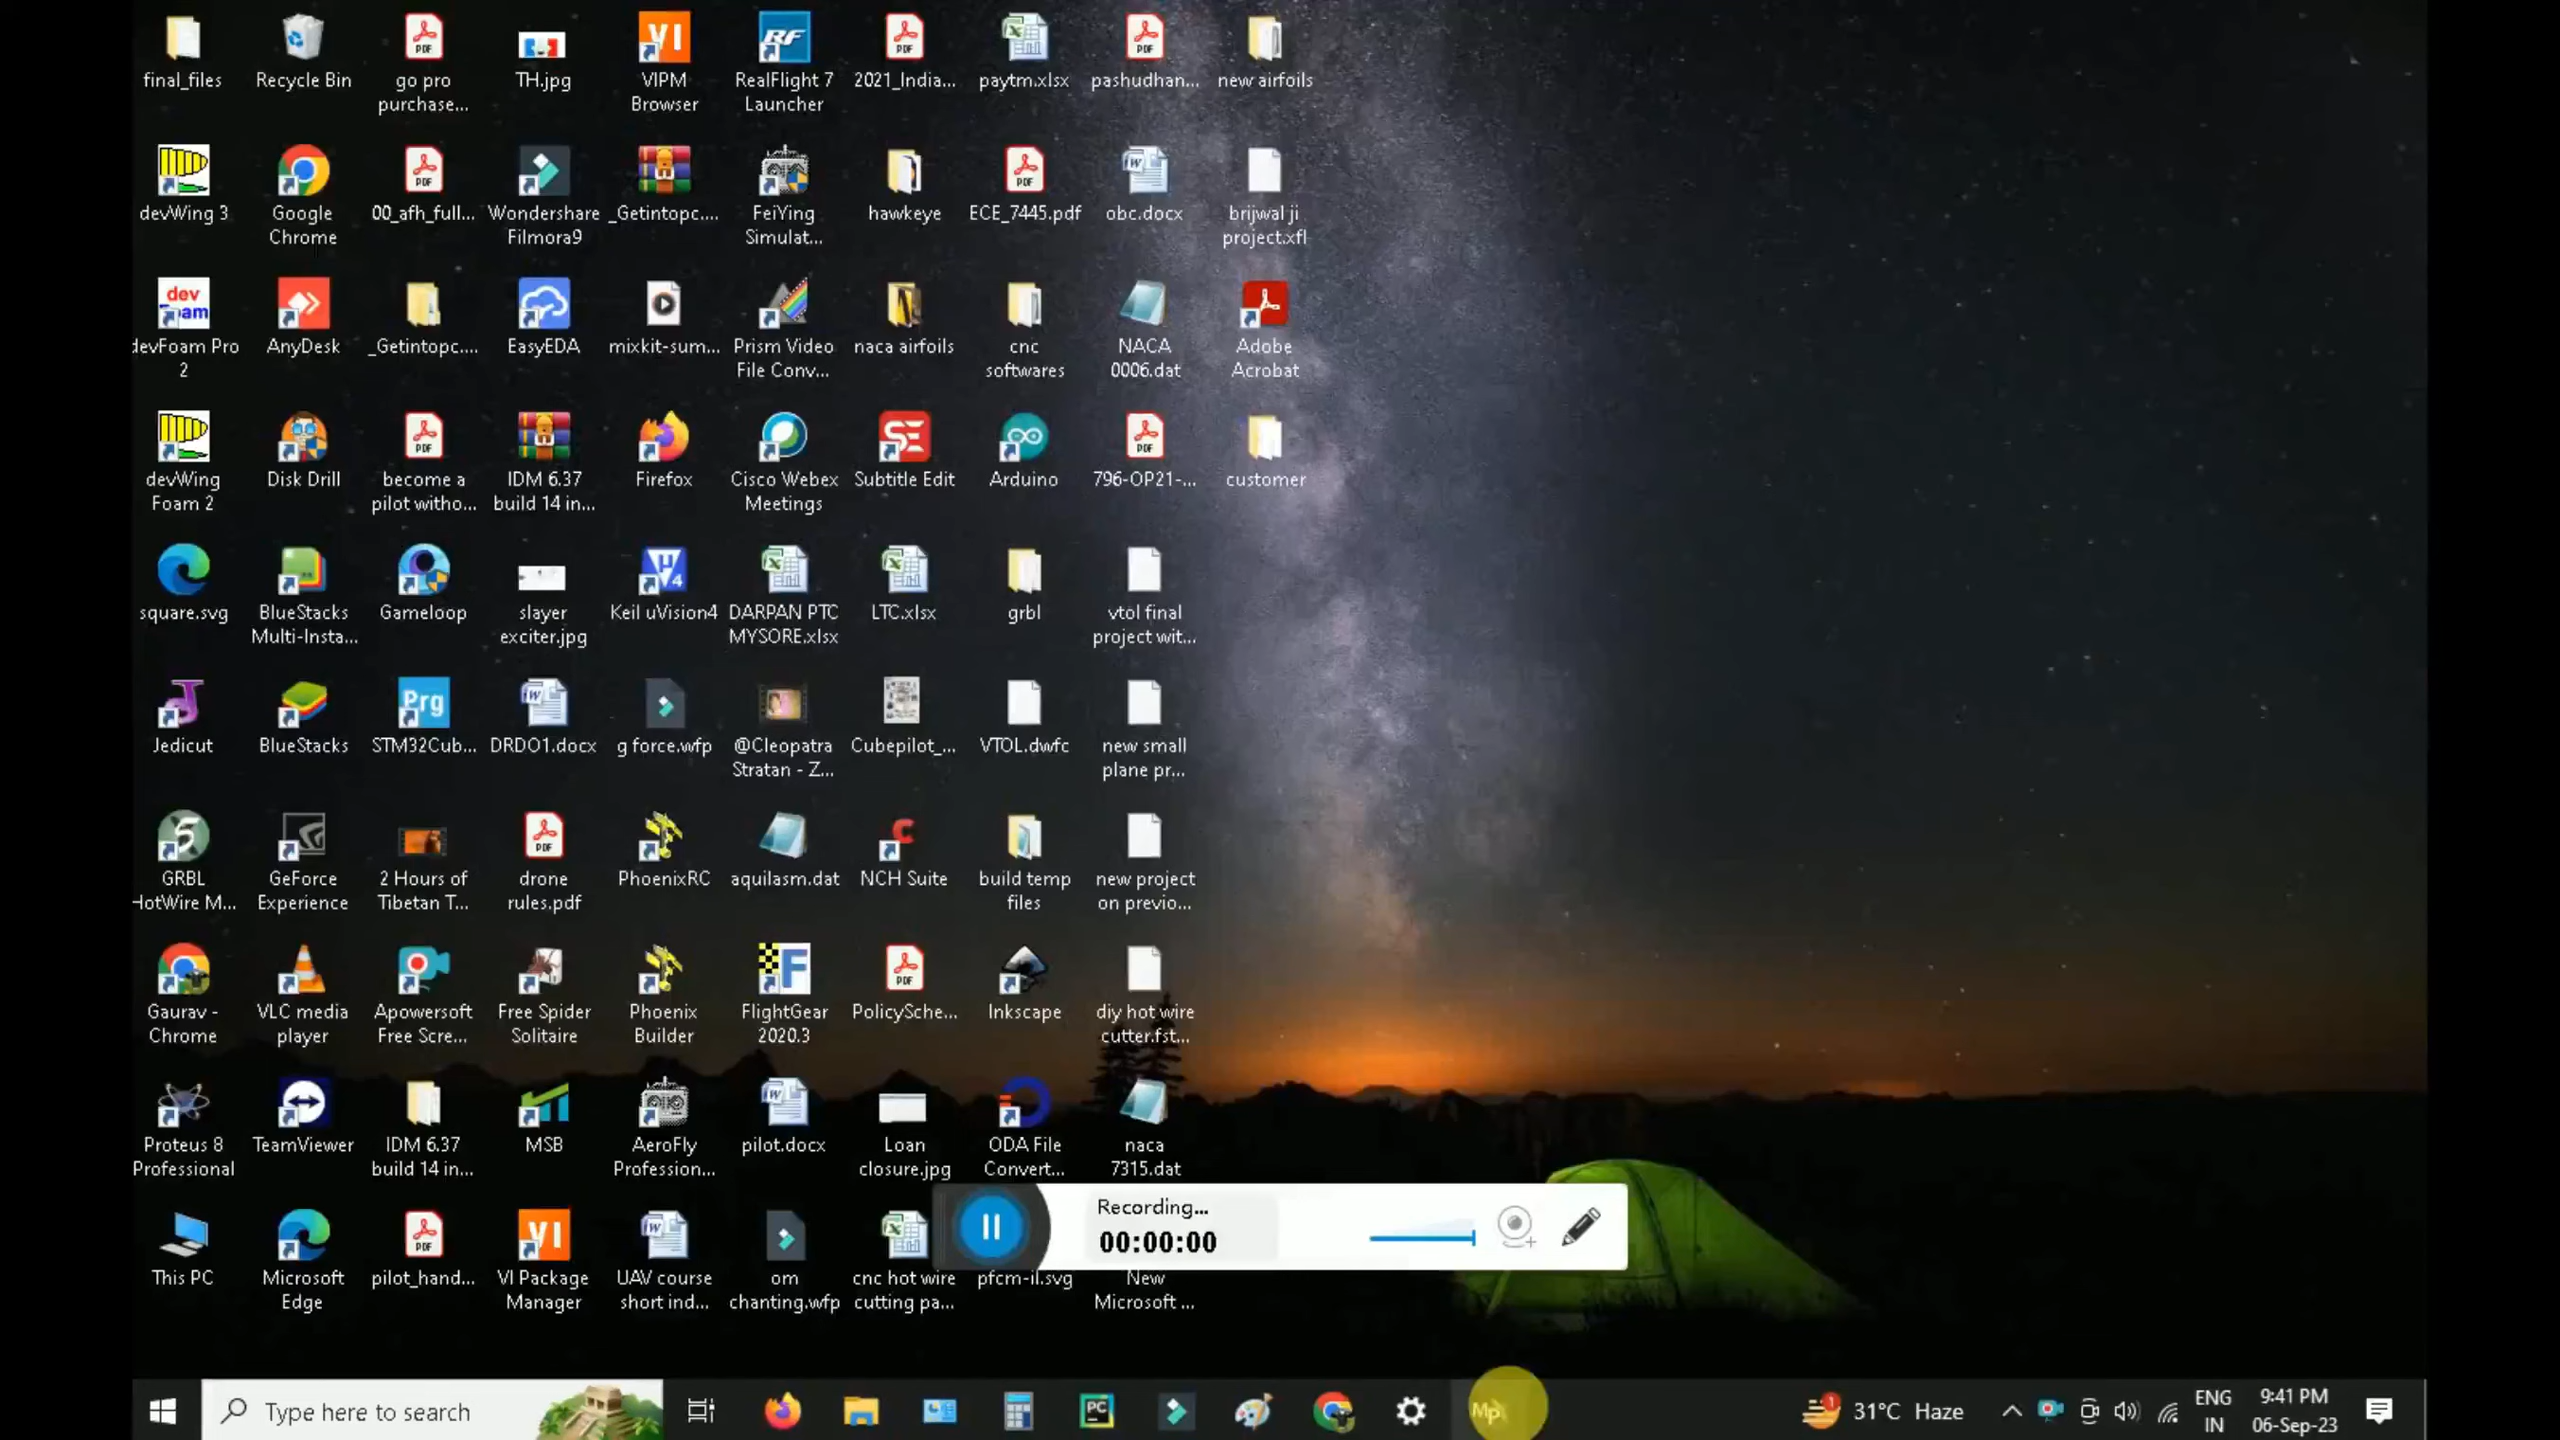 final_files
Recycle Bin
go pro
purchase...
TH.jpg
VIPM
Browser
RealFlight 7
Launcher
2021_India...
paytm.xlsx
pashudhan...
new airfoils
devWing 3
Google
Chrome
00_afh_full...
Wondershare
Filmora9
_Getintopc....
FeiYing
Simulat...
hawkeye
ECE_7445.pdf
obc.docx
brijwal ji
project.xfl
devFoam Pro
2
AnyDesk
_Getintopc....
EasyEDA
mixkit-sum...
Prism Video
File Conv...
naca airfoils
cnc
softwares
NACA
0006.dat
Adobe
Acrobat
devWing
Foam 2
Disk Drill
become a
pilot witho...
IDM 6.37
build 14 in...
Firefox
Cisco Webex
Meetings
Subtitle Edit
Arduino
796-OP21-...
customer
square.svg
BlueStacks
Multi-Insta...
Gameloop
slayer
exciter.jpg
Keil uVision4
DARPAN PTC
MYSORE.xlsx
LTC.xlsx
grbl
vtol final
project wit...
Jedicut
BlueStacks
STM32Cub...
DRDO1.docx
g force.wfp
@Cleopatra
Stratan - Z...
Cubepilot_...
VTOL.dwfc
new small
plane pr...
GRBL
HotWire M...
GeForce
Experience
2 Hours of
Tibetan T...
drone
rules.pdf
PhoenixRC
aquilasm.dat
NCH Suite
build temp
files
new project
on previo...
Gaurav -
Chrome
VLC media
player
Apowersoft
Free Scre...
Free Spider
Solitaire
Phoenix
Builder
FlightGear
2020.3
PolicySche...
Inkscape
diy hot wire
cutter.fst...
Proteus 8
Professional
TeamViewer
IDM 6.37
build 14 in...
MSB
AeroFly
Profession...
pilot.docx
Loan
closure.jpg
ODA File
Convert...
naca
7315.dat
Recording...
00:00:00
This PC
Microsoft
Edge
pilot_hand...
VI Package
Manager
UAV course
short ind...
om
chanting.wfp
cnc hot wire
cutting pa...
pfcm-il.svg
New
Microsoft ...
Type here to search
31°C Haze
ENG
IN
9:41 PM
06-Sep-23